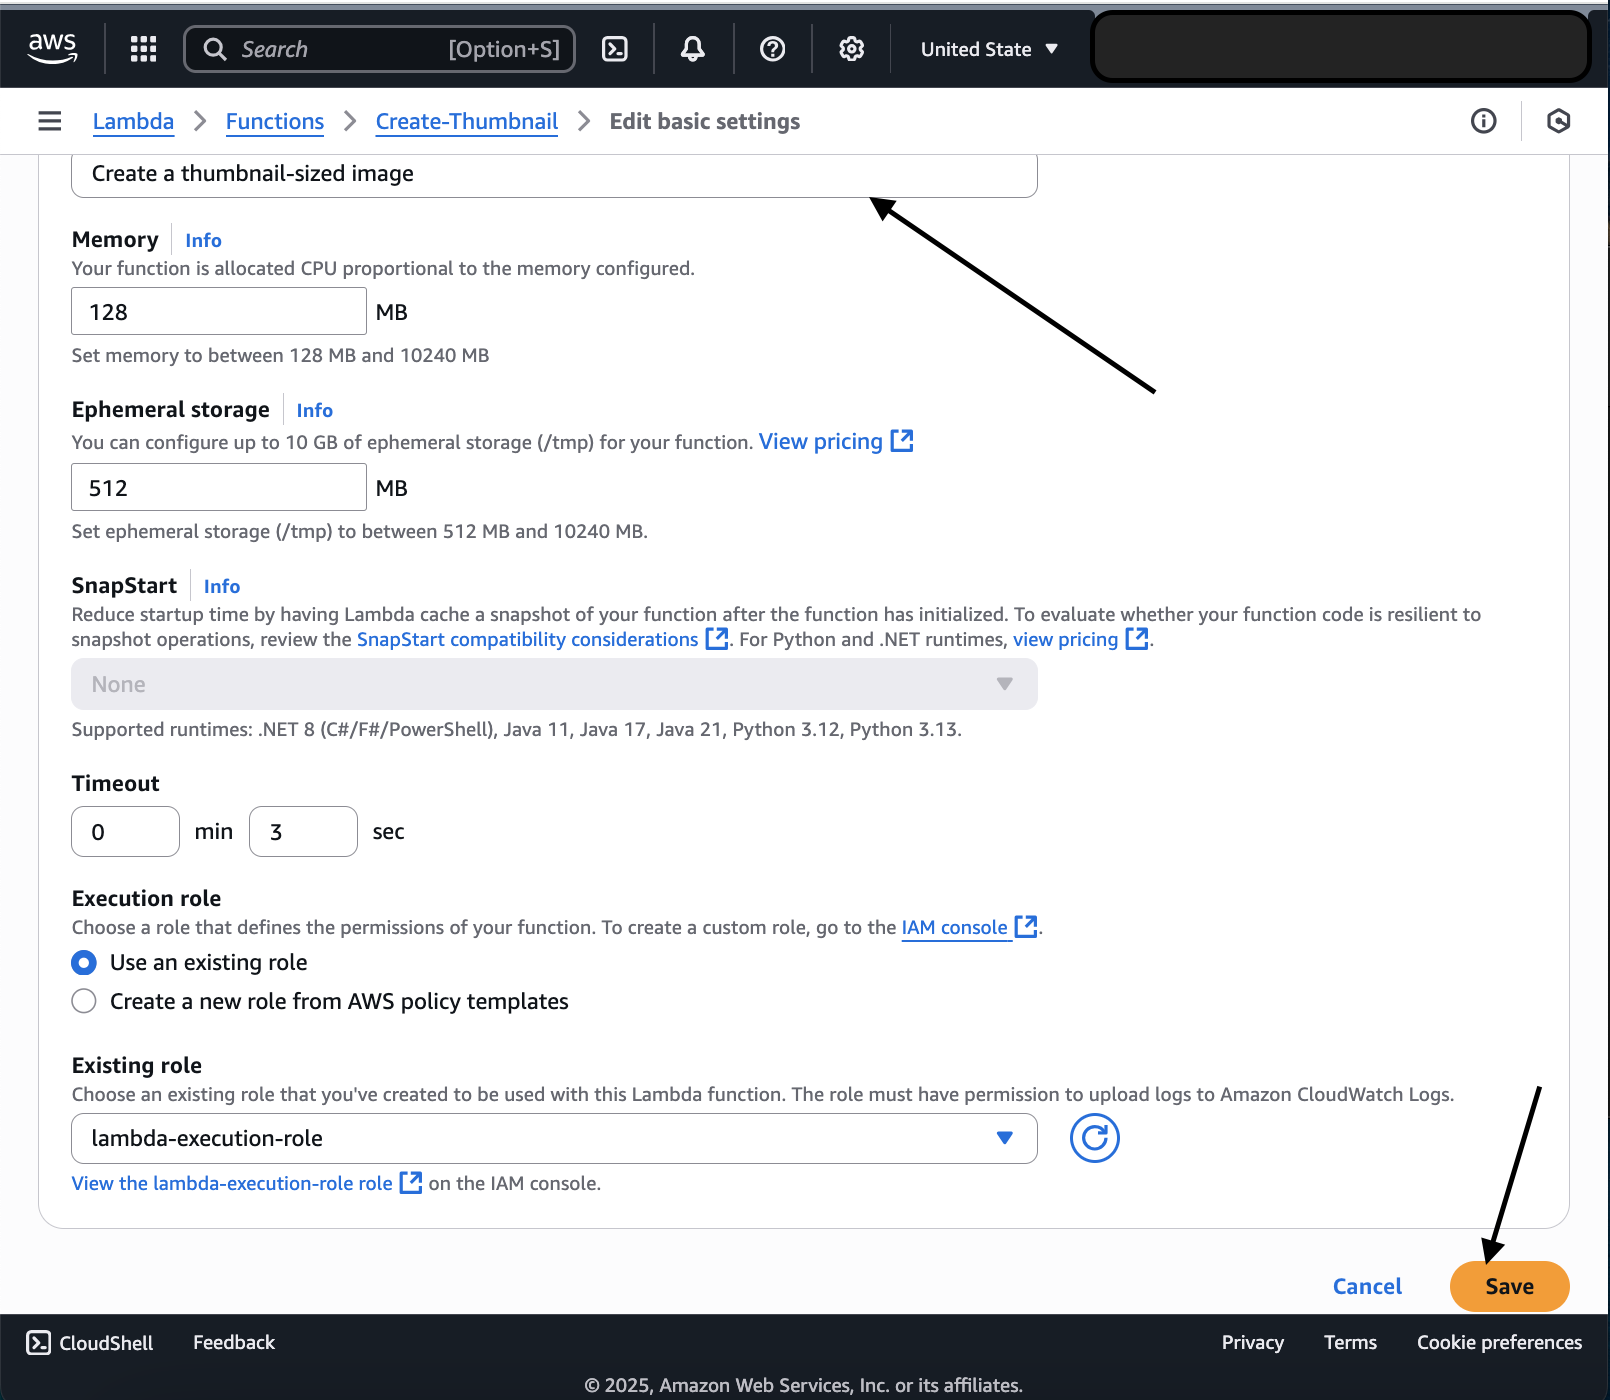 aws
Search [Option+S]
United State
Lambda > Functions > Create-Thumbnail > Edit basic settings
Create a thumbnail-sized image
Memory Info
Your function is allocated CPU proportional to the memory configured.
128 MB
Set memory to between 128 MB and 10240 MB
Ephemeral storage Info
You can configure up to 10 GB of ephemeral storage (/tmp) for your function. View pricing
512 MB
Set ephemeral storage (/tmp) to between 512 MB and 10240 MB.
SnapStart Info
Reduce startup time by having Lambda cache a snapshot of your function after the function has initialized. To evaluate whether your function code is resilient to
snapshot operations, review the SnapStart compatibility considerations. For Python and .NET runtimes, view pricing.
None
Supported runtimes: .NET 8 (C#/F#/PowerShell), Java 11, Java 17, Java 21, Python 3.12, Python 3.13.
Timeout
0 min 3 sec
Execution role
Choose a role that defines the permissions of your function. To create a custom role, go to the IAM console.
Use an existing role
Create a new role from AWS policy templates
Existing role
Choose an existing role that you've created to be used with this Lambda function. The role must have permission to upload logs to Amazon CloudWatch Logs.
lambda-execution-role
View the lambda-execution-role role on the IAM console.
Cancel Save
CloudShell Feedback Privacy Terms Cookie preferences
© 2025, Amazon Web Services, Inc. or its affiliates.